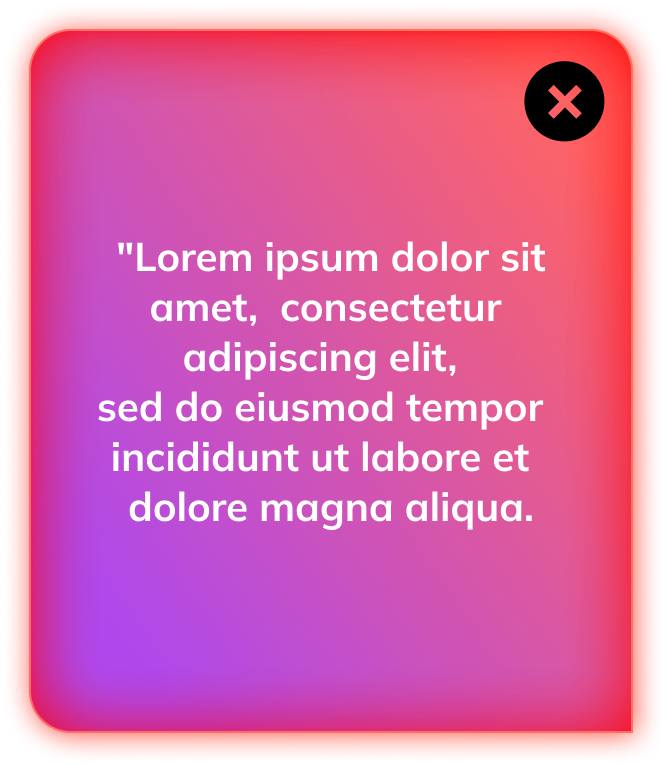 "Lorem ipsum dolor sit
amet,  consectetur
adipiscing elit,
sed do eiusmod tempor
incididunt ut labore et
dolore magna aliqua.